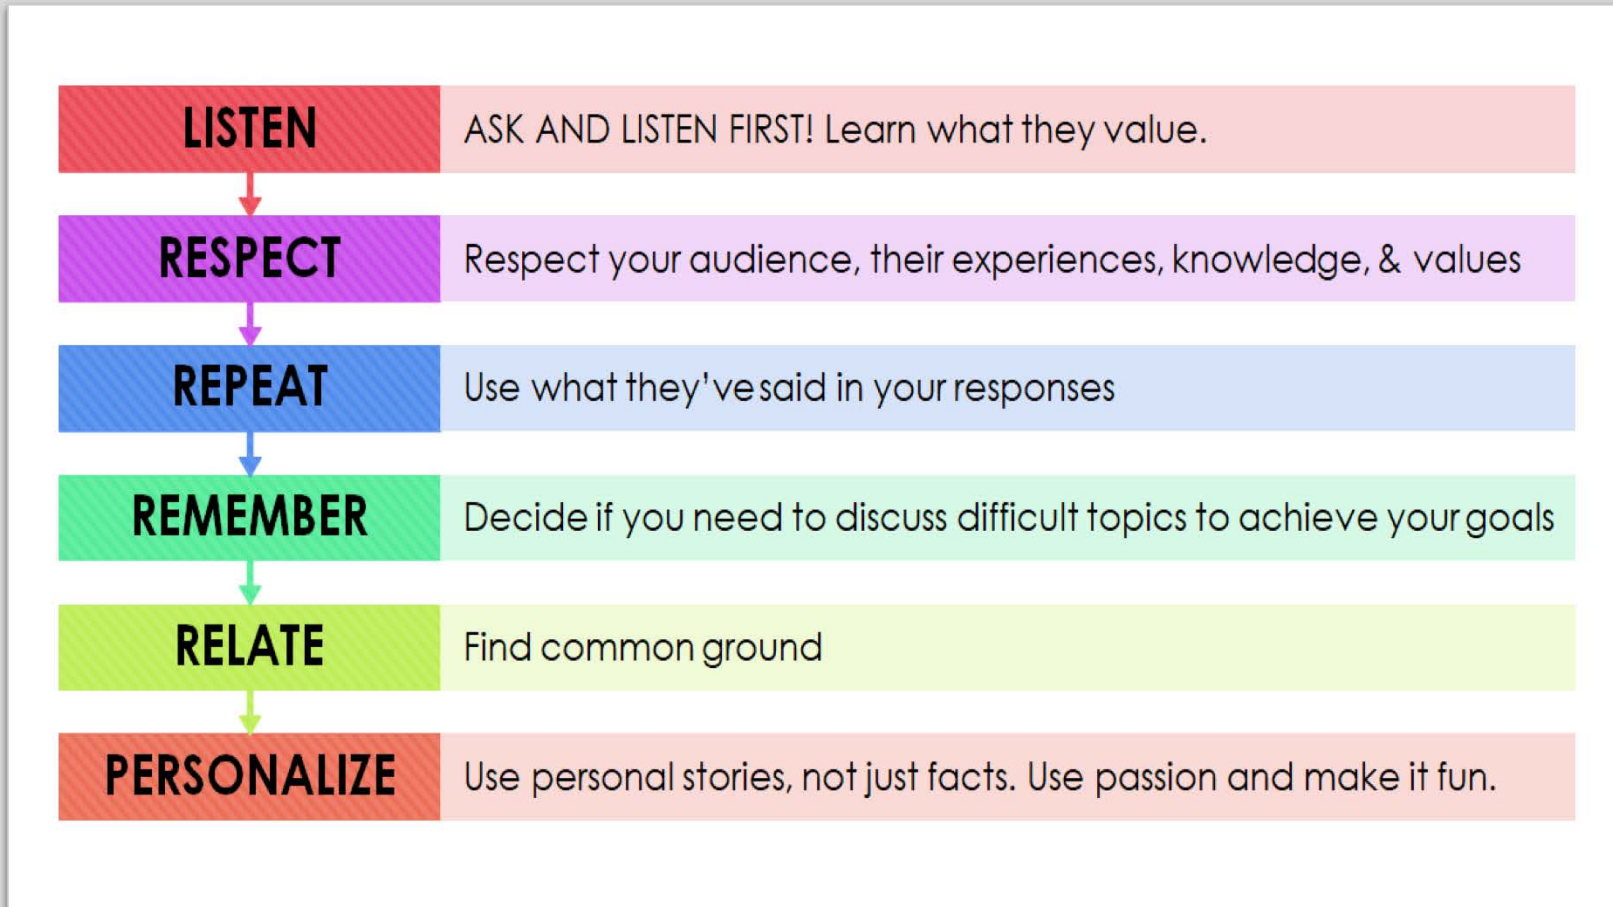 LISTEN
ASK AND LISTEN FIRST! Learn what they value.
RESPECT
Respect your audience, their experiences, knowledge, & values
REPEAT
Use what they've said in your responses
REMEMBER
Decide if you need to discuss difficult topics to achieve your goals
RELATE
Find common ground
PERSONALIZE
Use personal stories, not just facts. Use passion and make it fun.